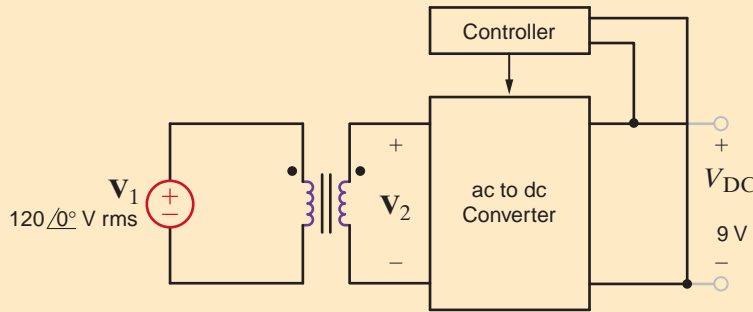 Controller
+
V1
+
−
120 /0° V rms
+
V2
−
ac to dc
Converter
+
VDC
9 V
−